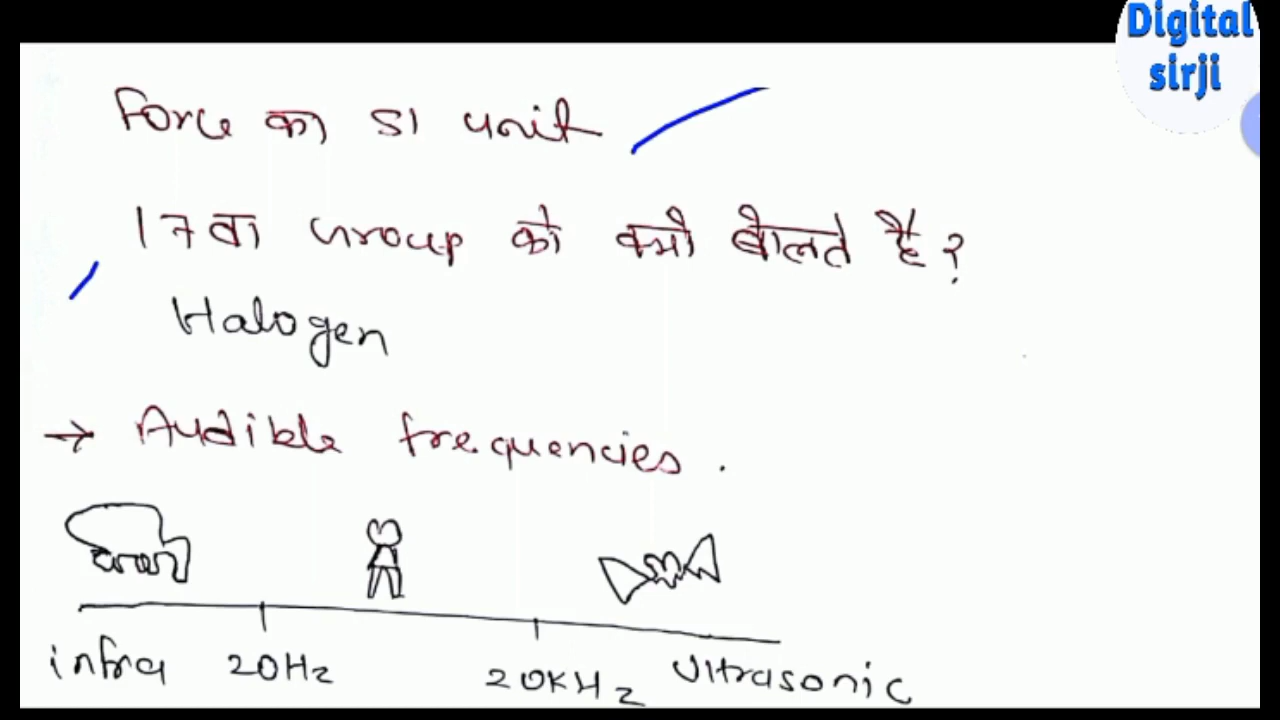 Digital
sirji
Force का SI unit
17वा Group को क्यो बोलते है?
Halogen
→ Audible frequencies.
infra 20Hz 20KHz Ultrasonic